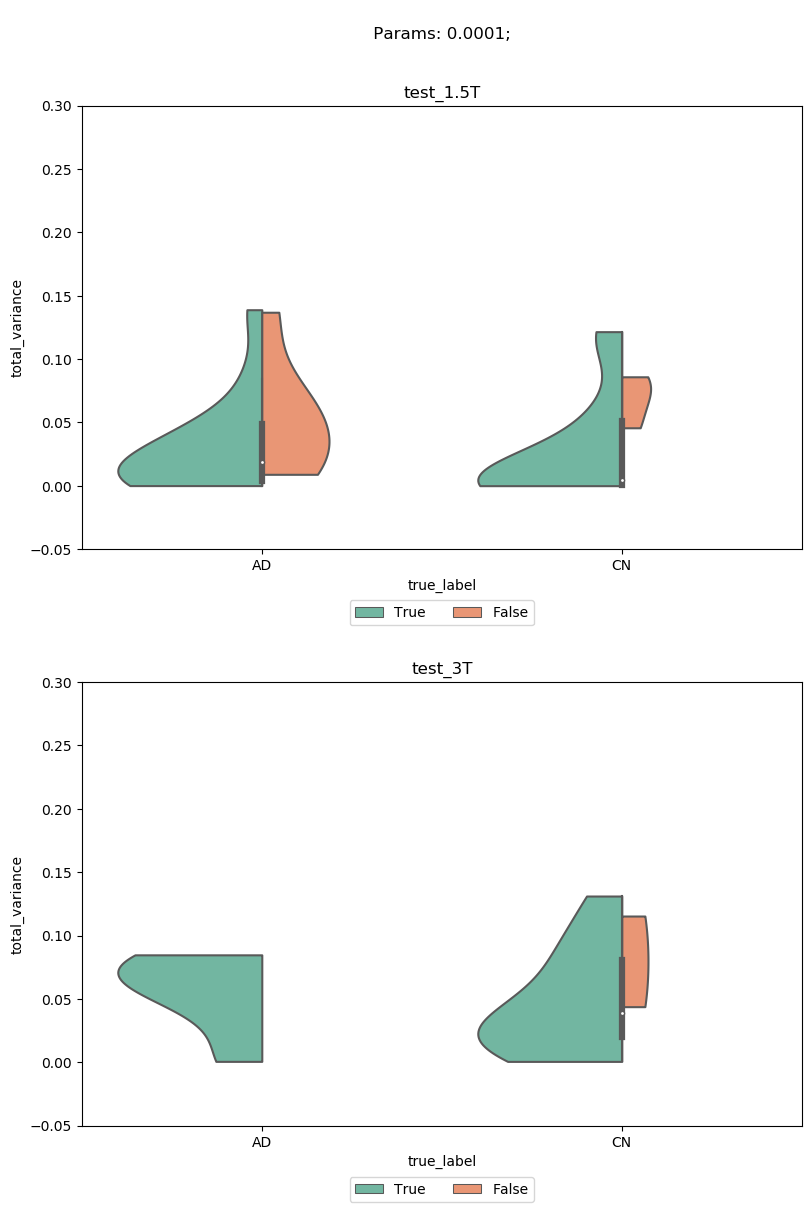 Params: 0.0001;
test_1.5T
0.30
0.25
0.20
0.15
0.10
0.05
0.00
−0.05
total_variance
AD CN
true_label
True False
test_3T
0.30
0.25
0.20
0.15
0.10
0.05
0.00
−0.05
total_variance
AD CN
true_label
True False